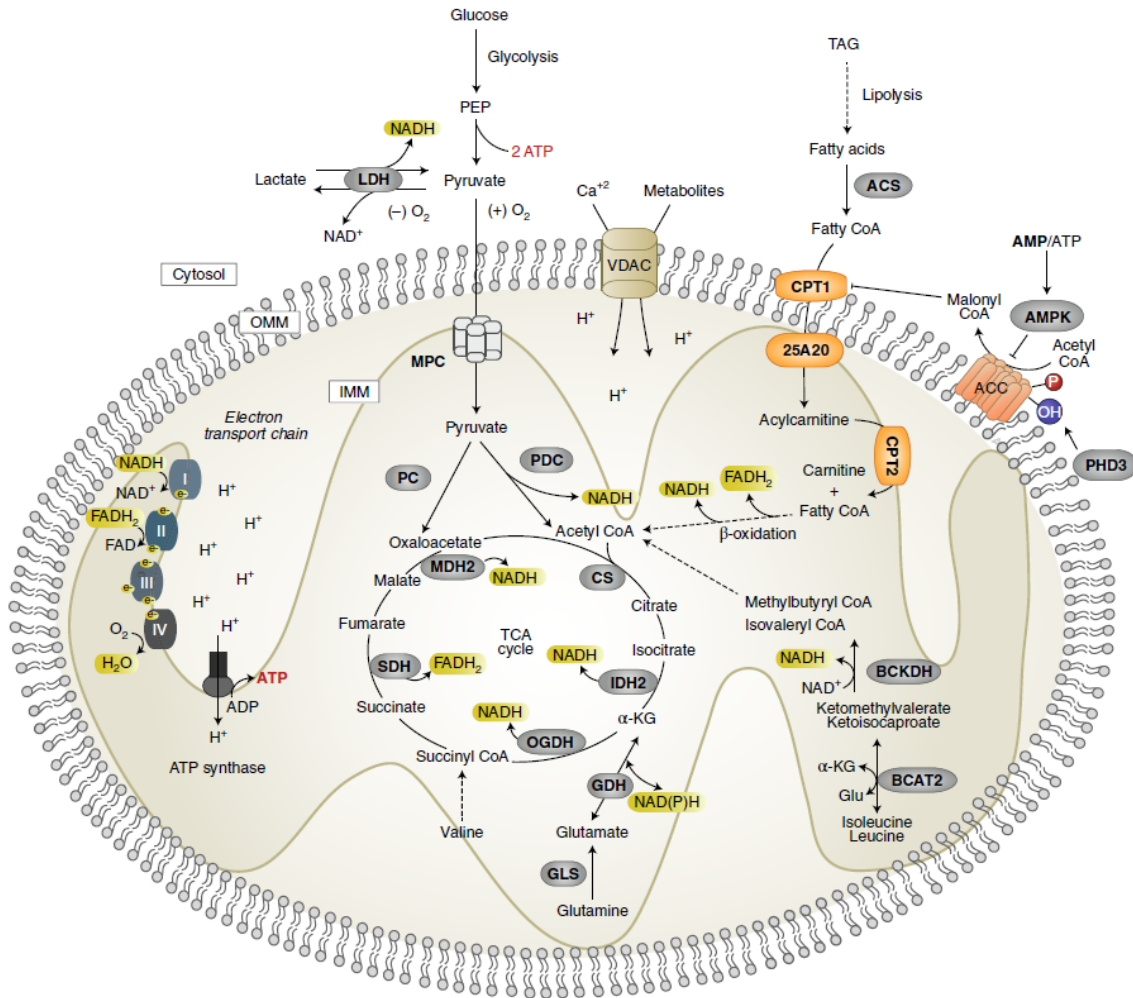 Glucose
Glycolysis
PEP
NADH
2 ATP
Lactate
LDH
Pyruvate
(–) O₂
(+) O₂
NAD⁺
TAG
Lipolysis
Fatty acids
ACS
Fatty CoA
Ca⁺²
Metabolites
VDAC
Cytosol
OMM
IMM
CPT1
25A20
AMP/ATP
AMPK
Malonyl
CoA
Acetyl
CoA
ACC
P
OH
PHD3
MPC
H⁺
H⁺
H⁺
Pyruvate
PC
PDC
NADH
Acylcarnitine
CPT2
Carnitine
+
Fatty CoA
FADH₂
NADH
β-oxidation
Electron
transport chain
NADH
NAD⁺
I
e-
e-
FADH₂
II
FAD
e-
III
e-
e-
IV
O₂
H₂O
H⁺
H⁺
H⁺
H⁺
H⁺
H⁺
ATP
ADP
H⁺
ATP synthase
Oxaloacetate
Acetyl CoA
MDH2
NADH
CS
Malate
Citrate
Fumarate
TCA
cycle
Isocitrate
NADH
SDH
FADH₂
IDH2
Succinate
α-KG
NADH
OGDH
Succinyl CoA
GDH
NAD(P)H
Valine
Glutamate
GLS
Glutamine
Methylbutyryl CoA
Isovaleryl CoA
NADH
BCKDH
NAD⁺
Ketomethylvalerate
Ketoisocaproate
α-KG
BCAT2
Glu
Isoleucine
Leucine